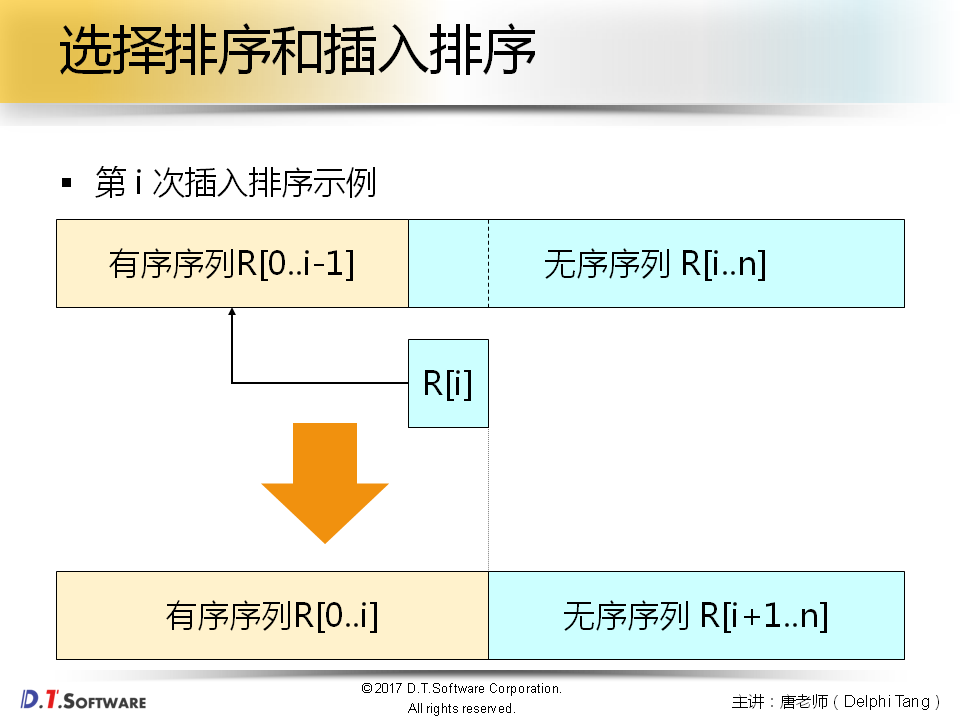 选择排序和插入排序
▪ 第 i 次插入排序示例
有序序列R[0..i-1]
无序序列 R[i..n]
R[i]
有序序列R[0..i]
无序序列 R[i+1..n]
D.T.SOFTWARE
©2017 D.T.Software Corporation.
All rights reserved.
主讲：唐老师（Delphi Tang）